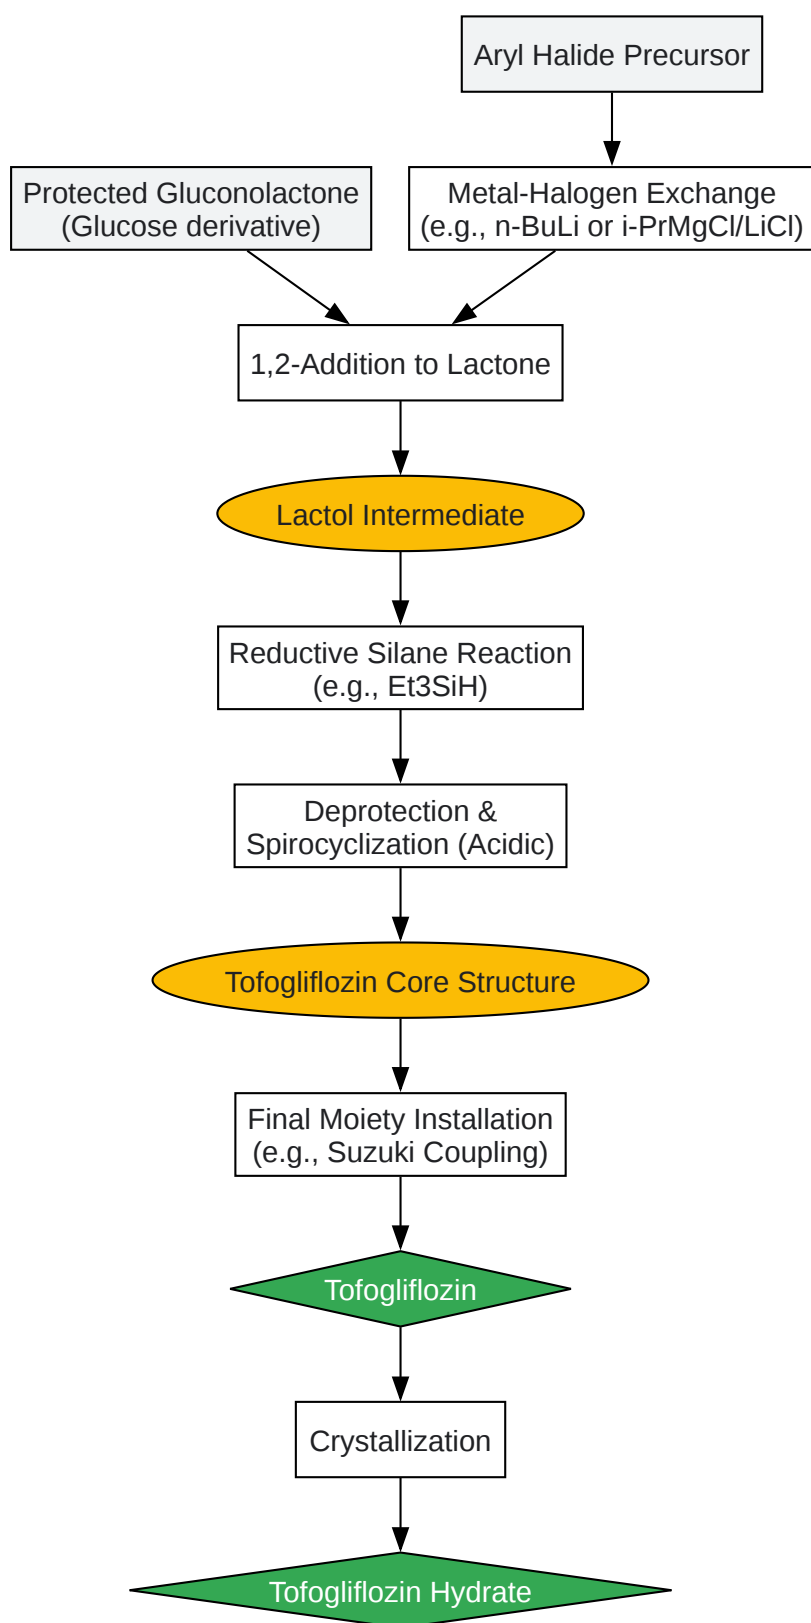 Aryl Halide Precursor
Protected Gluconolactone
(Glucose derivative)
Metal-Halogen Exchange
(e.g., n-BuLi or i-PrMgCl/LiCl)
1,2-Addition to Lactone
Lactol Intermediate
Reductive Silane Reaction
(e.g., Et3SiH)
Deprotection &
Spirocyclization (Acidic)
Tofogliflozin Core Structure
Final Moiety Installation
(e.g., Suzuki Coupling)
Tofogliflozin
Crystallization
Tofogliflozin Hydrate